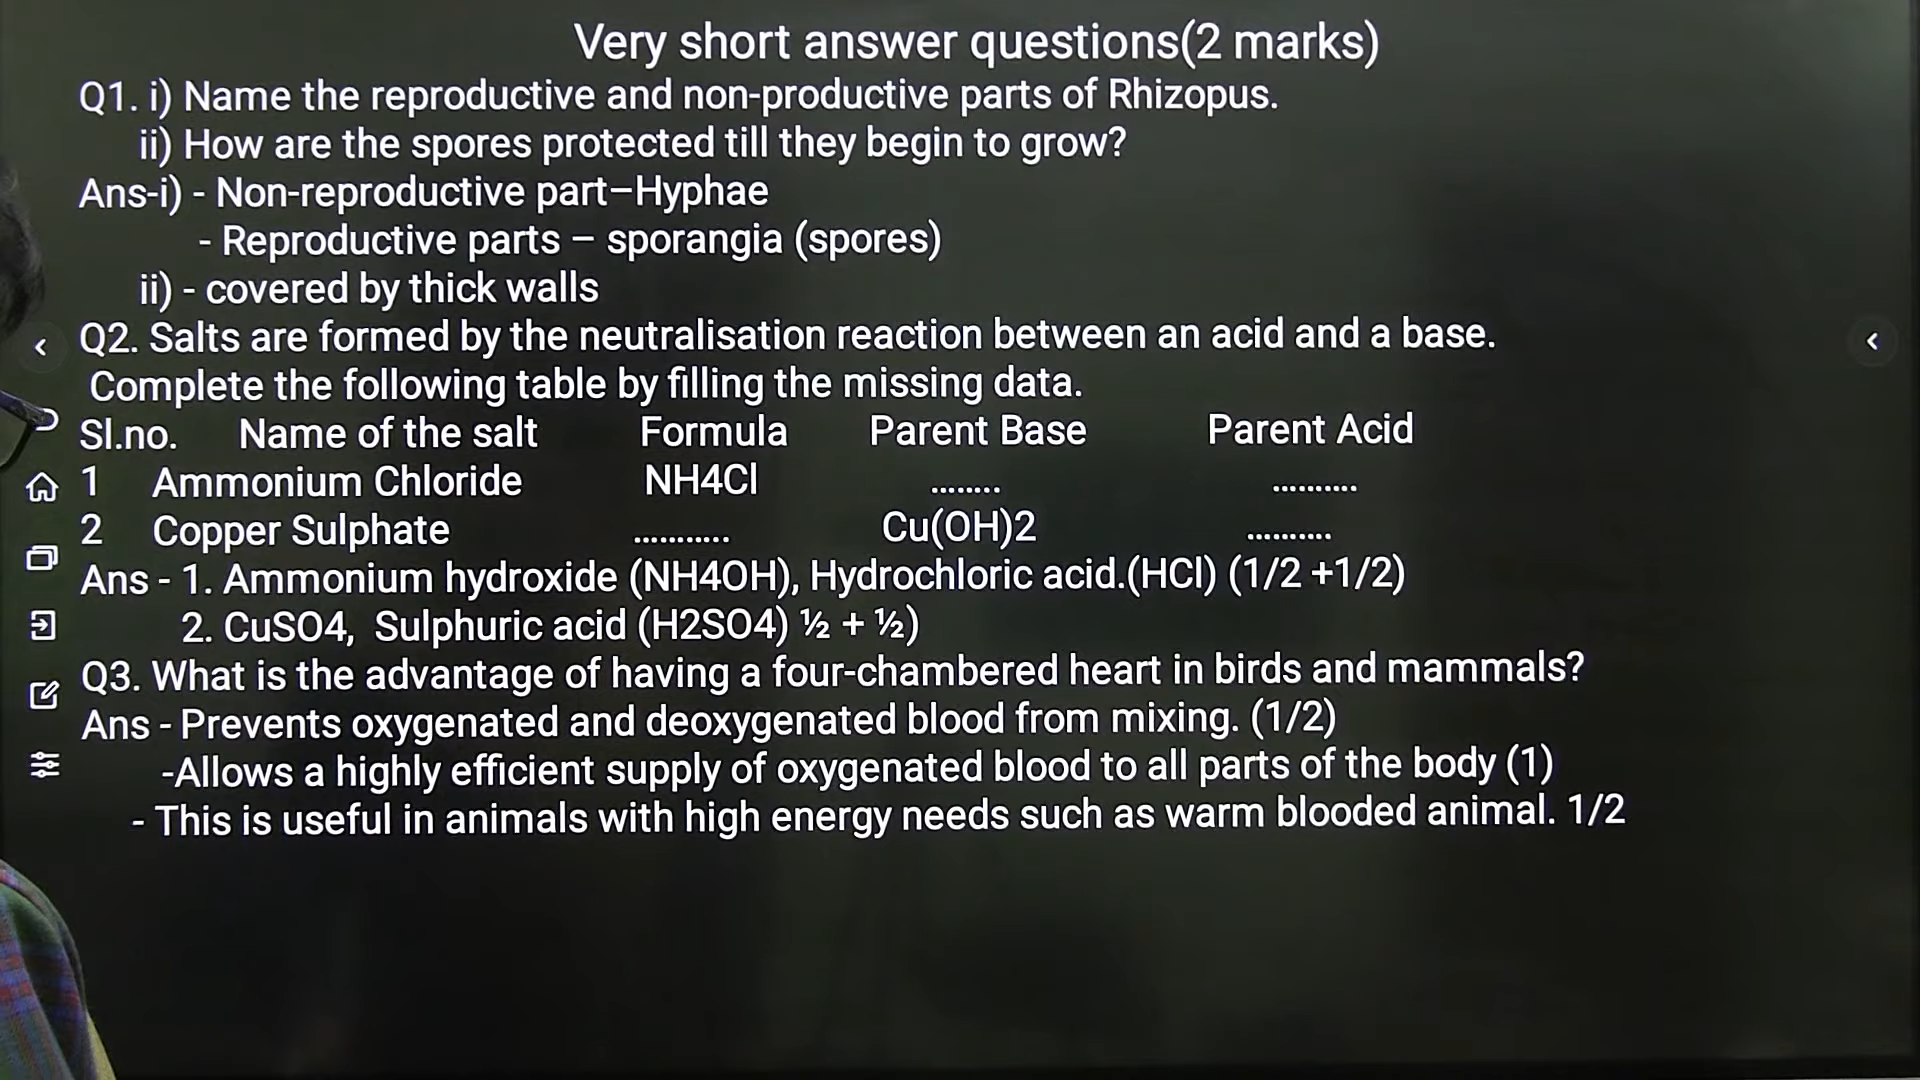 Very short answer questions(2 marks)
Q1. i) Name the reproductive and non-productive parts of Rhizopus.
ii) How are the spores protected till they begin to grow?
Ans-i) - Non-reproductive part–Hyphae
- Reproductive parts – sporangia (spores)
ii) - covered by thick walls
Q2. Salts are formed by the neutralisation reaction between an acid and a base.
Complete the following table by filling the missing data.
Sl.no. Name of the salt Formula Parent Base Parent Acid
1 Ammonium Chloride NH4Cl ........ ..........
2 Copper Sulphate ........... Cu(OH)2 ..........
Ans - 1. Ammonium hydroxide (NH4OH), Hydrochloric acid.(HCl) (1/2 +1/2)
2. CuSO4, Sulphuric acid (H2SO4) ½ + ½)
Q3. What is the advantage of having a four-chambered heart in birds and mammals?
Ans - Prevents oxygenated and deoxygenated blood from mixing. (1/2)
-Allows a highly efficient supply of oxygenated blood to all parts of the body (1)
- This is useful in animals with high energy needs such as warm blooded animal. 1/2